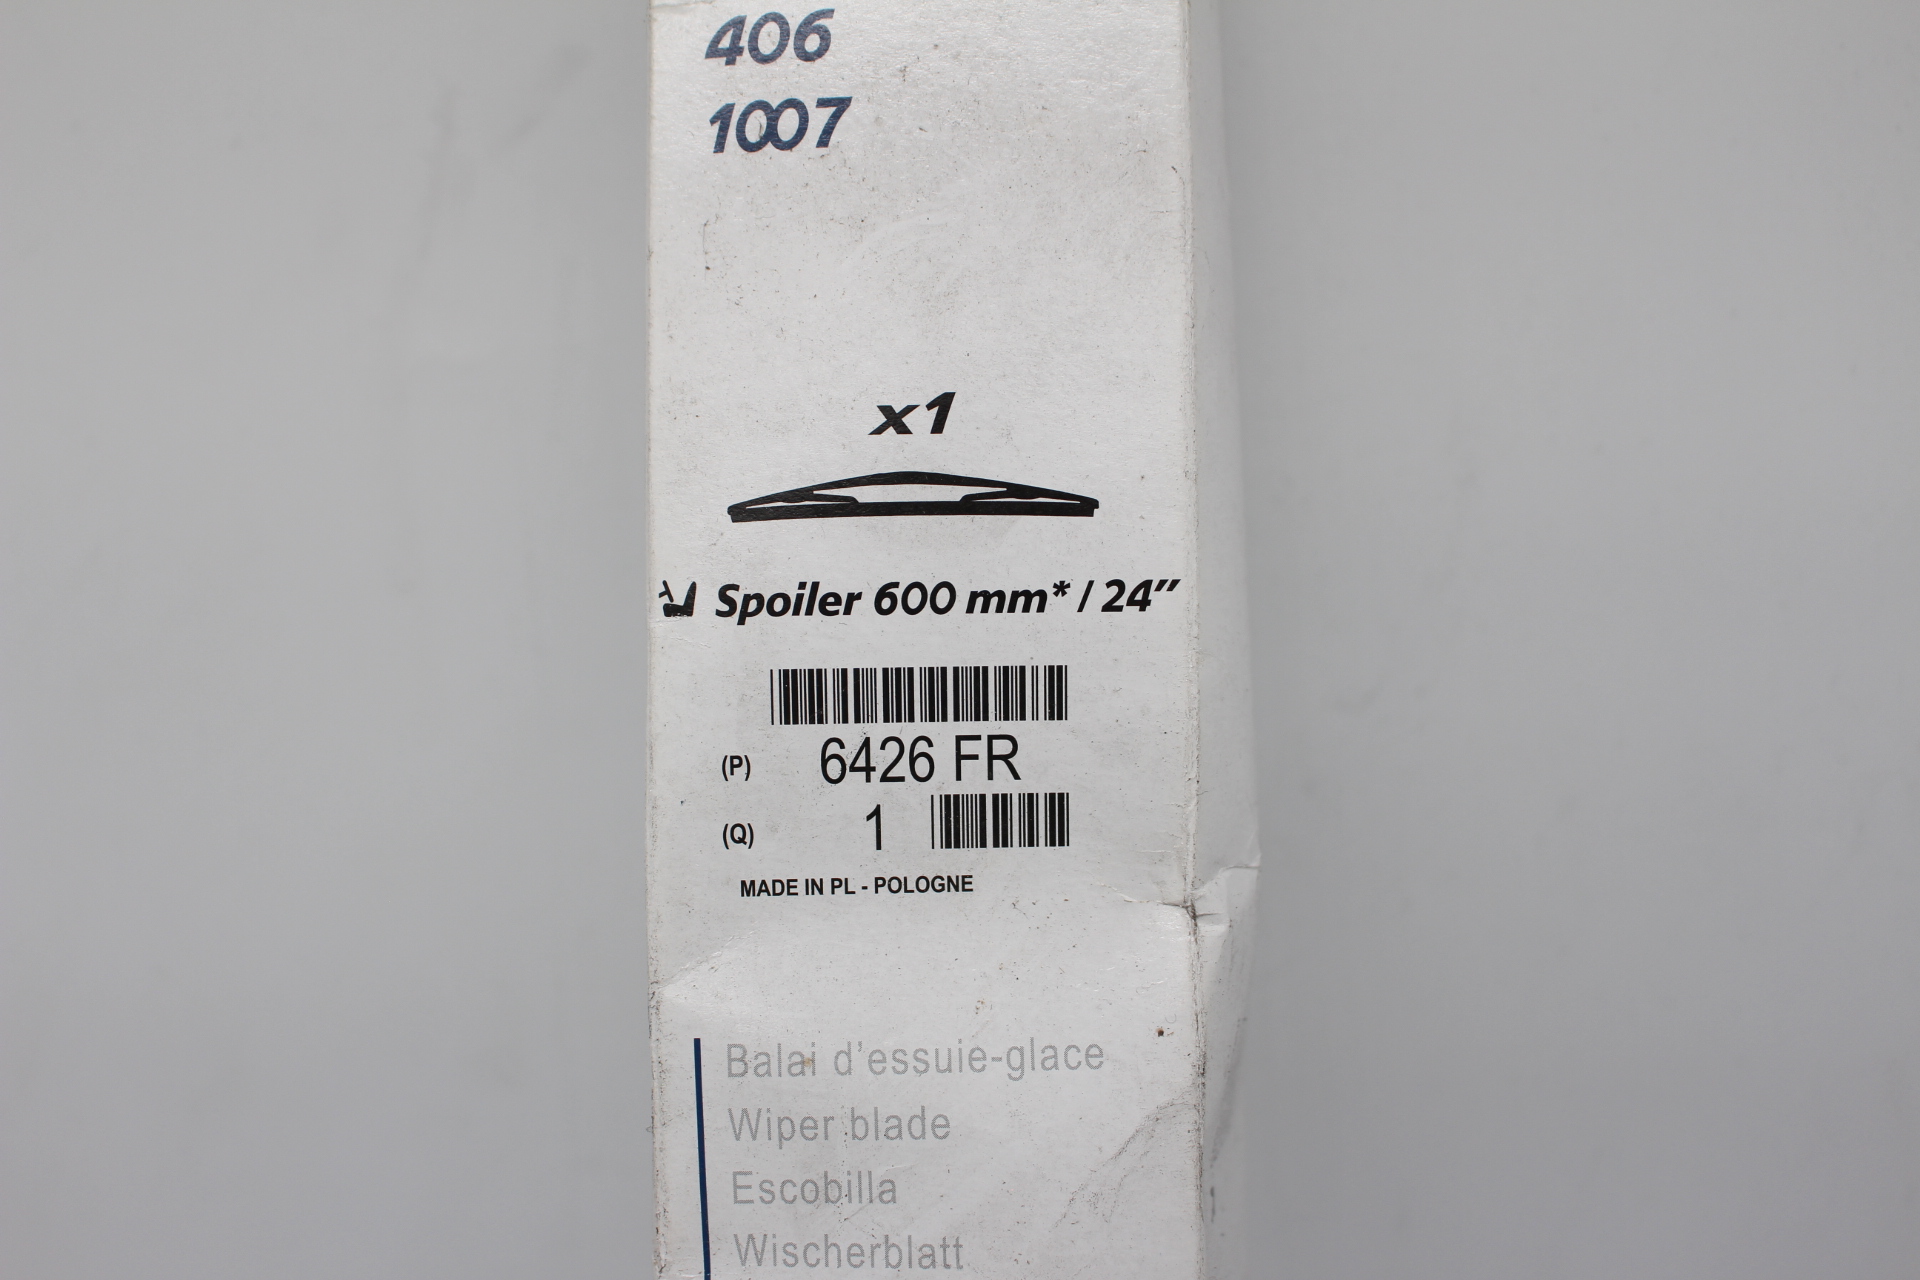 406
1007
x1
Spoiler 600 mm* / 24"
(P) 6426 FR
(Q) 1
MADE IN PL - POLOGNE
Balai d'essuie-glace
Wiper blade
Escobilla
Wischerblatt